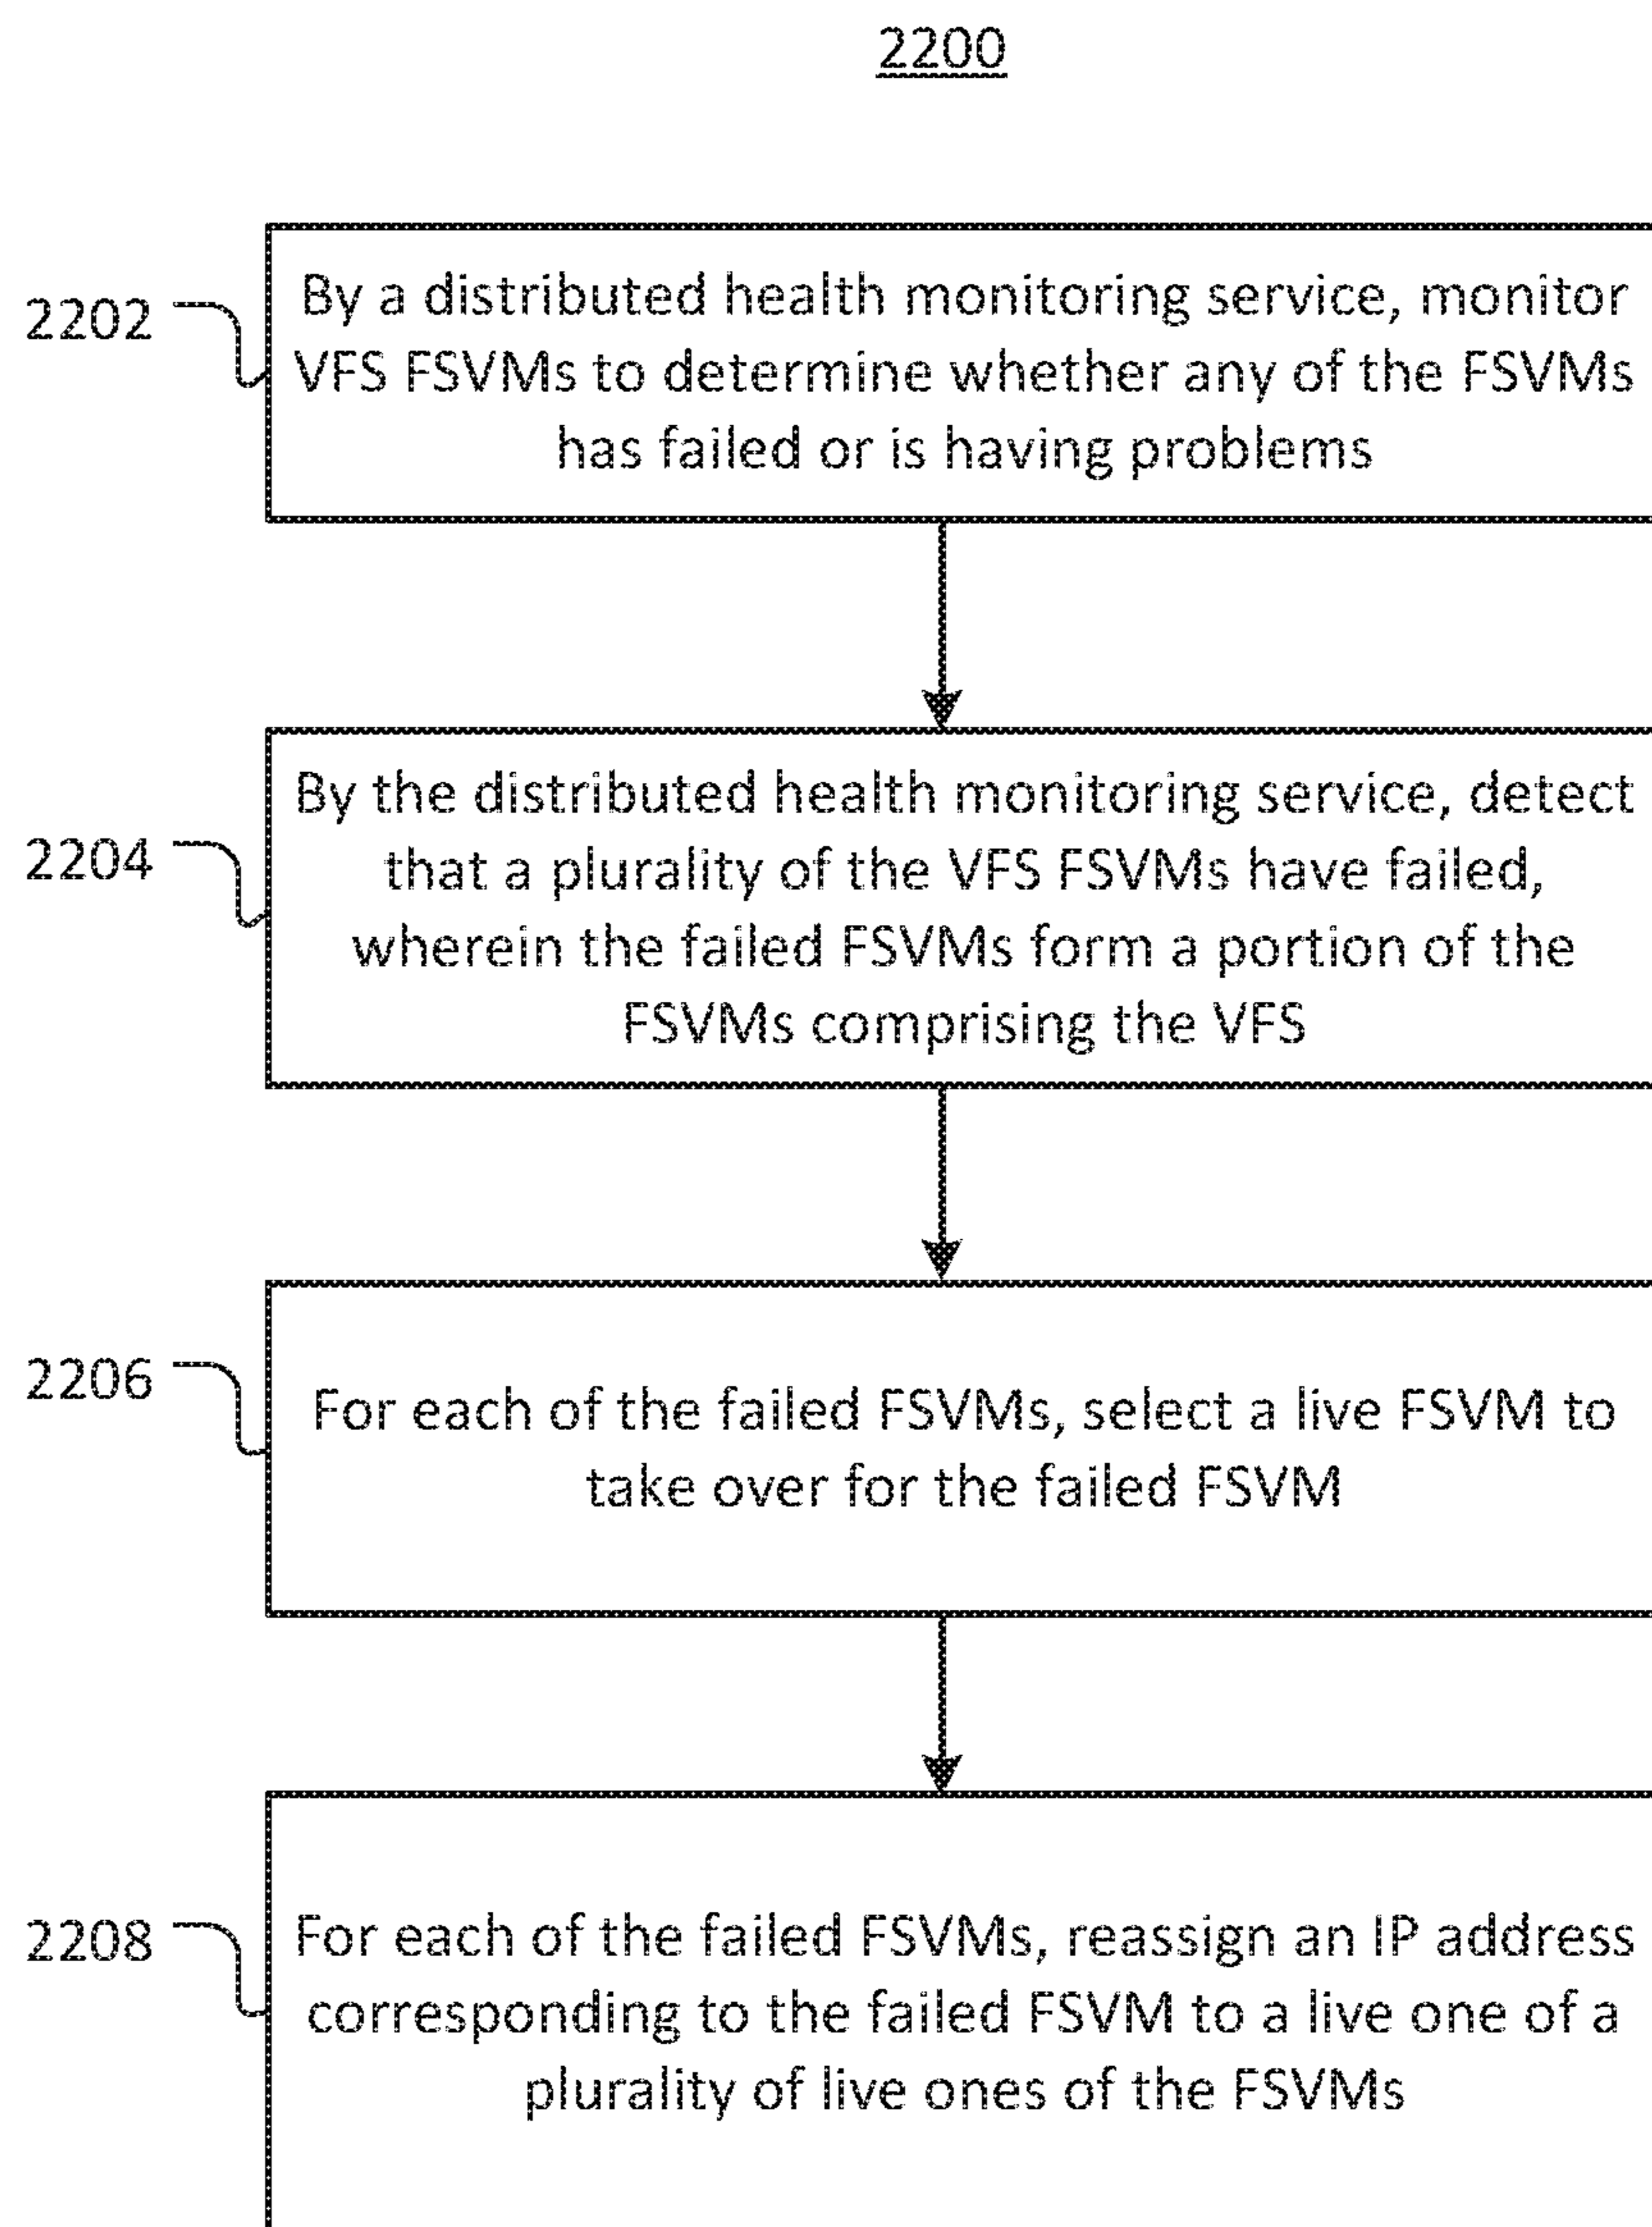 2200
2202
By a distributed health monitoring service, monitor
VFS FSVMs to determine whether any of the FSVMs
has failed or is having problems
2204
By the distributed health monitoring service, detect
that a plurality of the VFS FSVMs have failed,
wherein the failed FSVMs form a portion of the
FSVMs comprising the VFS
2206
For each of the failed FSVMs, select a live FSVM to
take over for the failed FSVM
2208
For each of the failed FSVMs, reassign an IP address
corresponding to the failed FSVM to a live one of a
plurality of live ones of the FSVMs